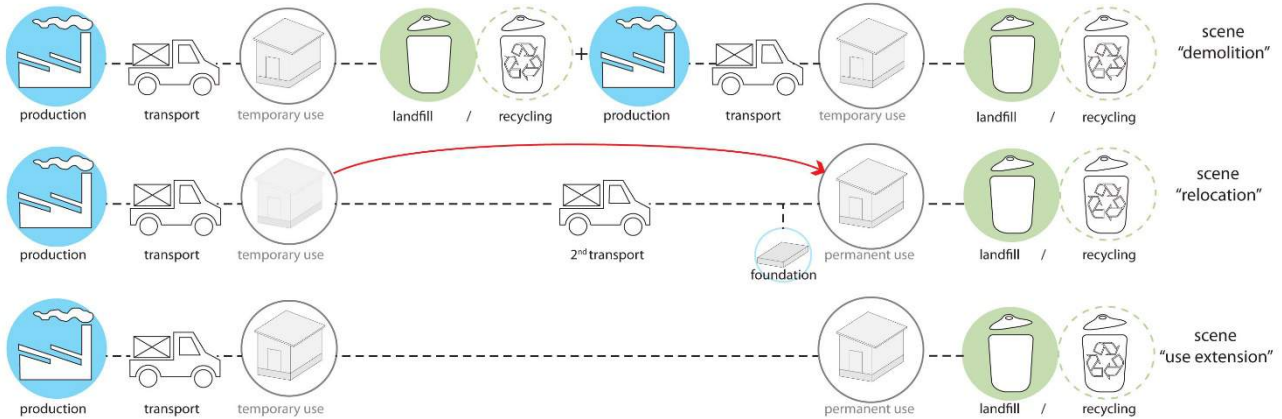 scene
"demolition"
+
production transport temporary use landfill / recycling production transport temporary use landfill / recycling
scene
"relocation"
production transport temporary use 2nd transport foundation permanent use landfill / recycling
scene
"use extension"
production transport temporary use permanent use landfill / recycling